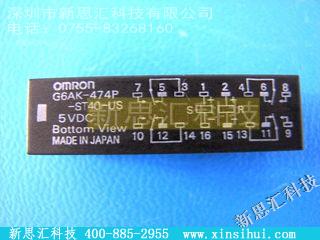 深圳市新思汇科技有限公司
电话√ 0755-83268160
OMRON
G6AK-474P
-ST40-US
5VDC
Bottom View
MADE IN JAPAN
7 5 3 1 2 4 6 8
S R
10 12 13 14 16 15 13 11 9
新思汇科技
新思汇科技 400-885-2955 www.xinsihui.com